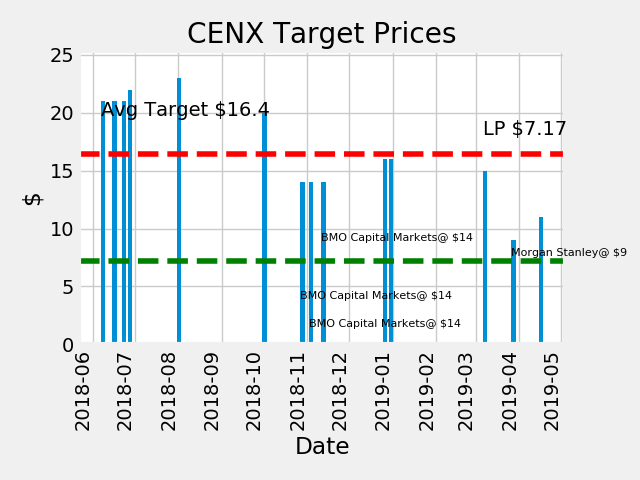 CENX Target Prices
25
20
15
10
5
0
$
Avg Target $16.4
LP $7.17
BMO Capital Markets@ $14
Morgan Stanley@ $9
BMO Capital Markets@ $14
BMO Capital Markets@ $14
2018-06
2018-07
2018-08
2018-09
2018-10
2018-11
2018-12
2019-01
2019-02
2019-03
2019-04
2019-05
Date